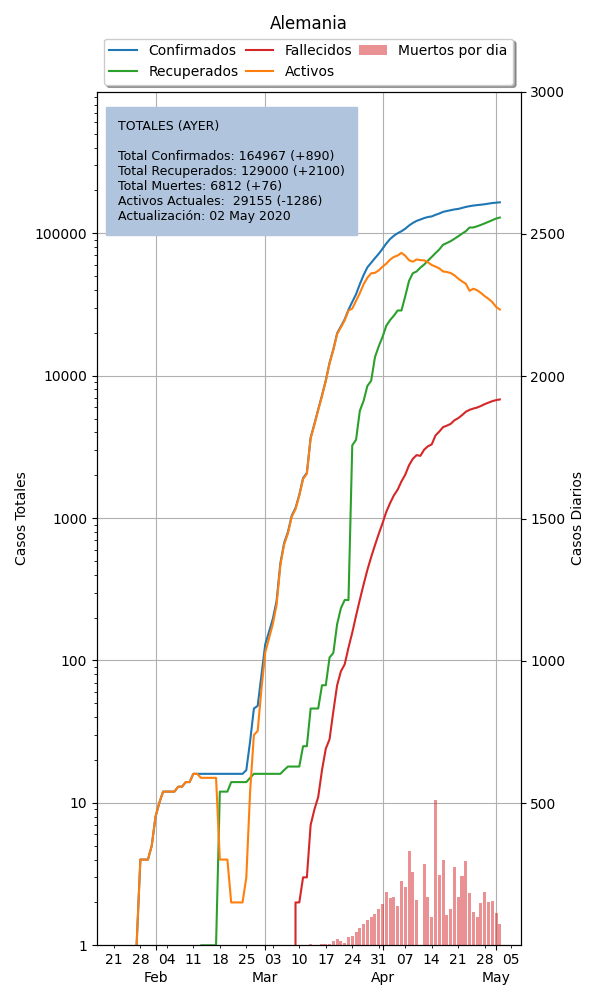 Alemania
Confirmados Fallecidos Muertos por dia
Recuperados Activos
TOTALES (AYER)
Total Confirmados: 164967 (+890)
Total Recuperados: 129000 (+2100)
Total Muertes: 6812 (+76)
Activos Actuales:  29155 (-1286)
Actualización: 02 May 2020
Casos Totales
100000
10000
1000
100
10
1
3000
2500
2000
1500
1000
500
Casos Diarios
21 28 04 11 18 25 03 10 17 24 31 07 14 21 28 05
Feb Mar Apr May